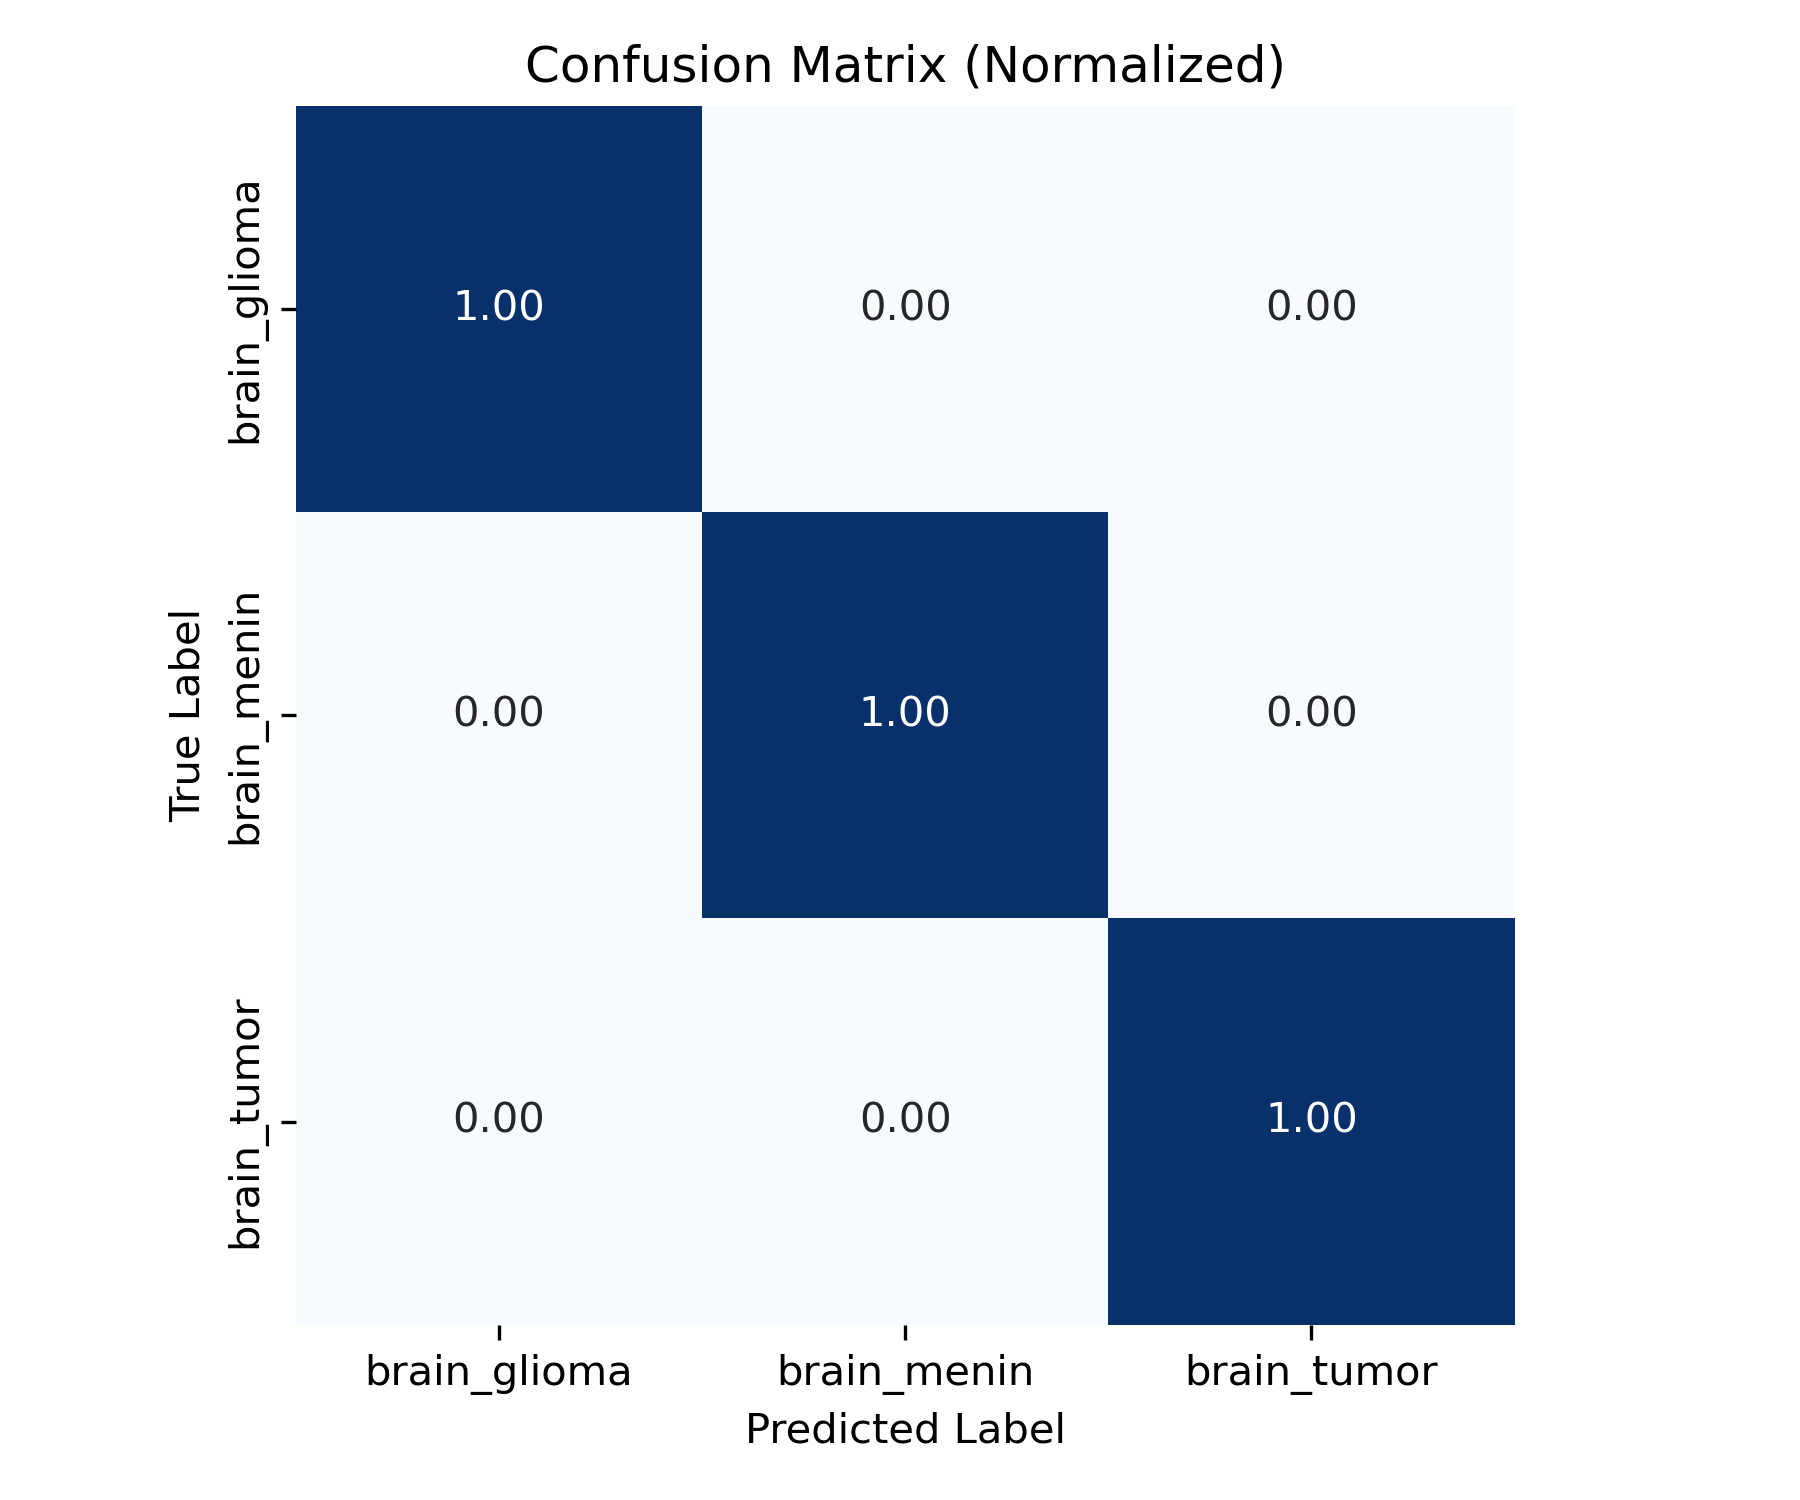 Confusion Matrix (Normalized)
True Label
brain_glioma
1.00 0.00 0.00
brain_menin
0.00 1.00 0.00
brain_tumor
0.00 0.00 1.00
brain_glioma brain_menin brain_tumor
Predicted Label